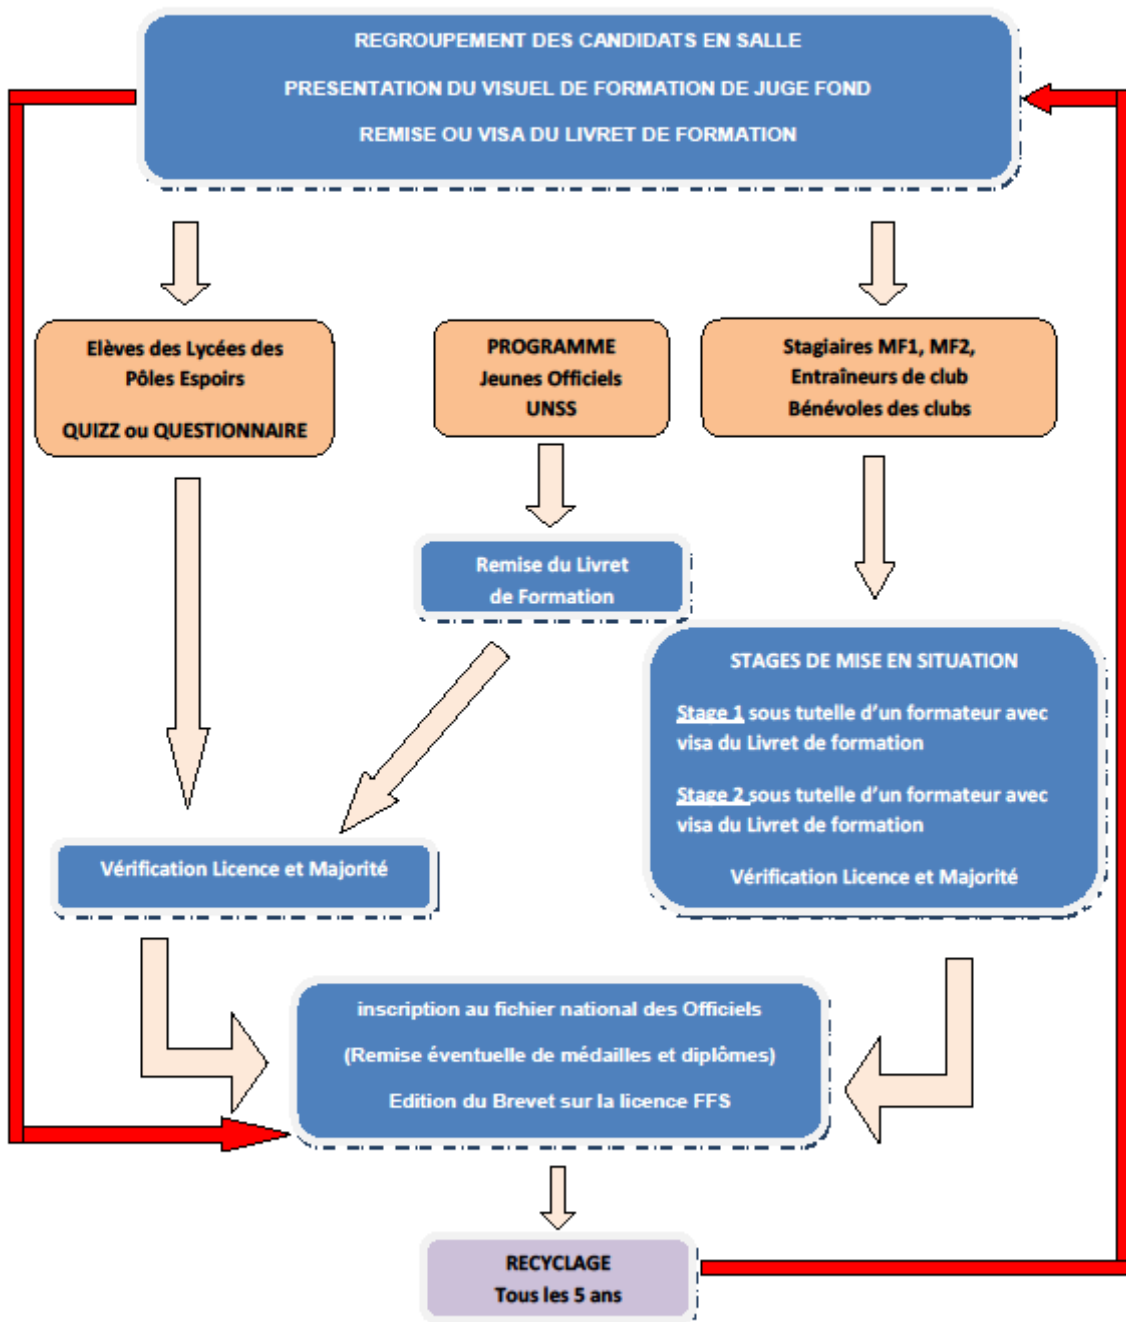 REGROUPEMENT DES CANDIDATS EN SALLE
PRESENTATION DU VISUEL DE FORMATION DE JUGE FOND
REMISE OU VISA DU LIVRET DE FORMATION
Elèves des Lycées des
Pôles Espoirs
QUIZZ ou QUESTIONNAIRE
PROGRAMME
Jeunes Officiels
UNSS
Stagiaires MF1, MF2,
Entraîneurs de club
Bénévoles des clubs
Remise du Livret
de Formation
STAGES DE MISE EN SITUATION
Stage 1 sous tutelle d'un formateur avec
visa du Livret de formation
Stage 2 sous tutelle d'un formateur avec
visa du Livret de formation
Vérification Licence et Majorité
Vérification Licence et Majorité
inscription au fichier national des Officiels
(Remise éventuelle de médailles et diplômes)
Edition du Brevet sur la licence FFS
RECYCLAGE
Tous les 5 ans